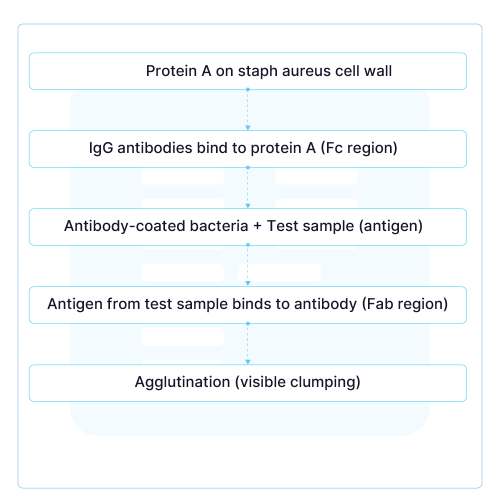 Protein A on staph aureus cell wall
IgG antibodies bind to protein A (Fc region)
Antibody-coated bacteria + Test sample (antigen)
Antigen from test sample binds to antibody (Fab region)
Agglutination (visible clumping)